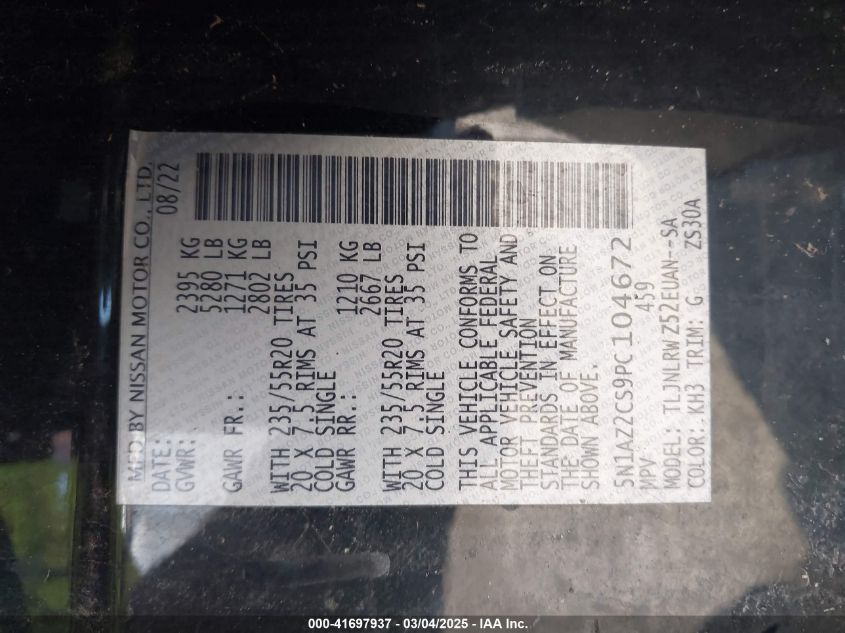 MFD BY NISSAN MOTOR CO., LTD.
DATE: 08/22
GVWR: 2395 KG
5280 LB
GAWR FR.: 1271 KG
2802 LB
WITH 235/55R20 TIRES
20 X 7.5 RIMS AT 35 PSI
COLD SINGLE
GAWR RR.: 1210 KG
2667 LB
WITH 235/55R20 TIRES
20 X 7.5 RIMS AT 35 PSI
COLD SINGLE
THIS VEHICLE CONFORMS TO
ALL APPLICABLE FEDERAL
MOTOR VEHICLE SAFETY AND
THEFT PREVENTION
STANDARDS IN EFFECT ON
THE DATE OF MANUFACTURE
SHOWN ABOVE.
5N1AZ2CS9PC104672
MPV 459
MODEL: TLJNLRWZ52EUAN--SA
COLOR: KH3 TRIM: G ZS30A
000-41697937 - 03/04/2025 - IAA Inc.